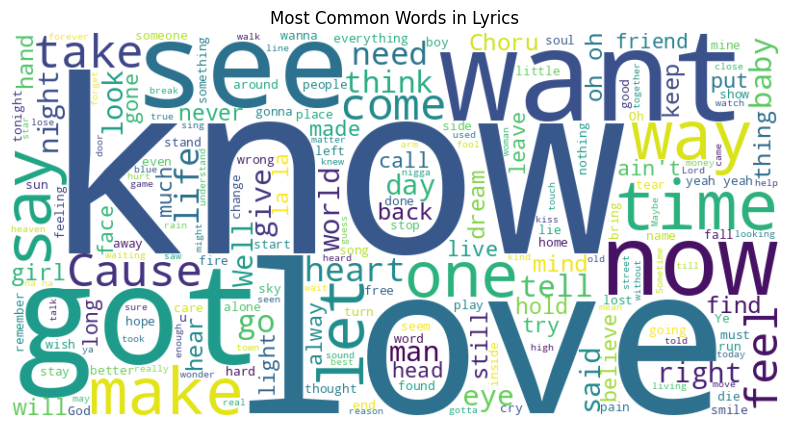 Most Common Words in Lyrics
know
love
see
want
got
now
time
say
way
make
let
one
feel
take
come
Cause
think
need
never
look
gone
night
hand
life
much
face
made
give
la la
world
day
back
call
heart
go
Well
hear
light
long
girl
will
man
head
still
eye
try
hold
tell
mind
live
dream
leave
Choru
oh oh
friend
keep
put
show
baby
thing
ain't
yeah yeah
find
right
believe
said
someone
forever
walk
line
wanna
everything
boy
soul
little
mine
close
together
good
watch
Oh
something
around
people
break
gonna
place
true
sing
matter
knew
left
side
used
fool
arm
nigga
woman
nothing
tonight
lose
star
door
forget
even
stand
blue
hurt
game
sun
feeling
rain
understand
might
saw
waiting
heaven
away
wrong
change
start
fire
song
guess
heard
done
stop
lie
home
kiss
touch
kind
old
bring
tear
Maybe
name
fall
Lord
came
money
help
looking
till
Sometime
without
street
lost
free
play
turn
wait
seen
sky
alone
care
na na
talk
remember
sure
took
hope
wish
ya
stay
God
may
better
really
enough
wonder
town
hard
real
sound
best
thought
seem
word
found
end
reason
inside
gotta
cry
high
mean
told
going
living
pain
Ye
must
run
today
move
die
smile